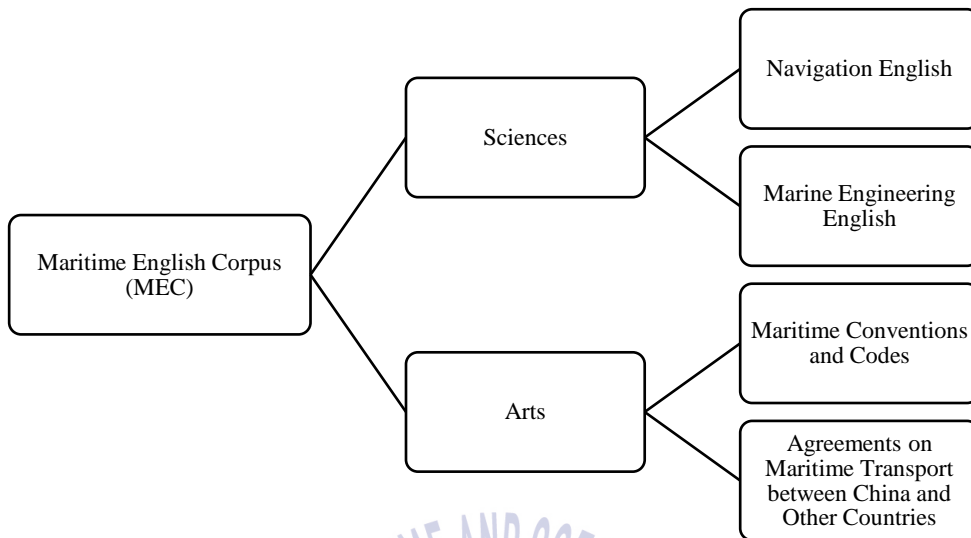 Navigation English
Sciences
Marine Engineering
English
Maritime English Corpus
(MEC)
Maritime Conventions
and Codes
Arts
Agreements on
Maritime Transport
between China and
Other Countries